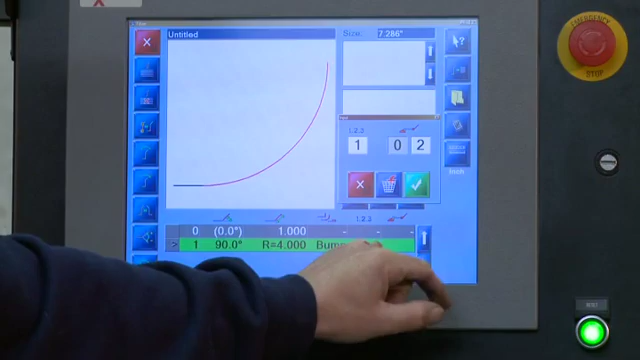 Untitled
Size: 7.286"
EMERGENCY
STOP
1.2.3
1 0 2
Inch
1.2.3
0 (0.0°) 1.000 - - -
> 1 90.0° R=4.000 Bump